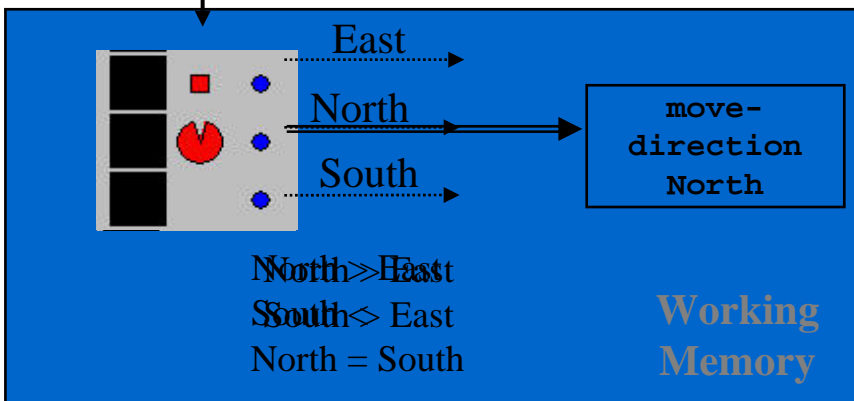 East
North
South
move-
direction
North
North > East
South > East
North = South
Working
Memory